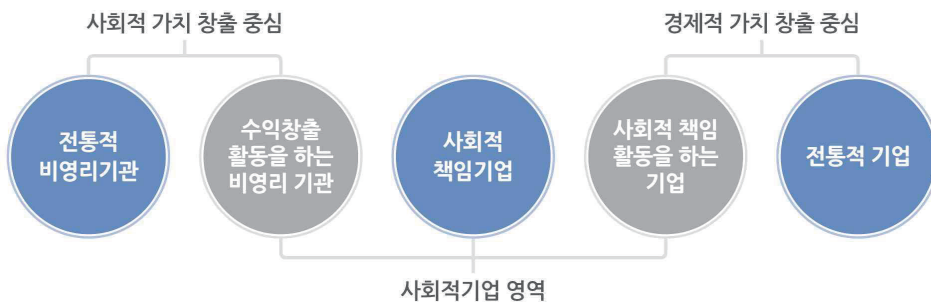 사회적 가치 창출 중심
경제적 가치 창출 중심
전통적
비영리기관
수익창출
활동을 하는
비영리 기관
사회적
책임기업
사회적 책임
활동을 하는
기업
전통적 기업
사회적기업 영역